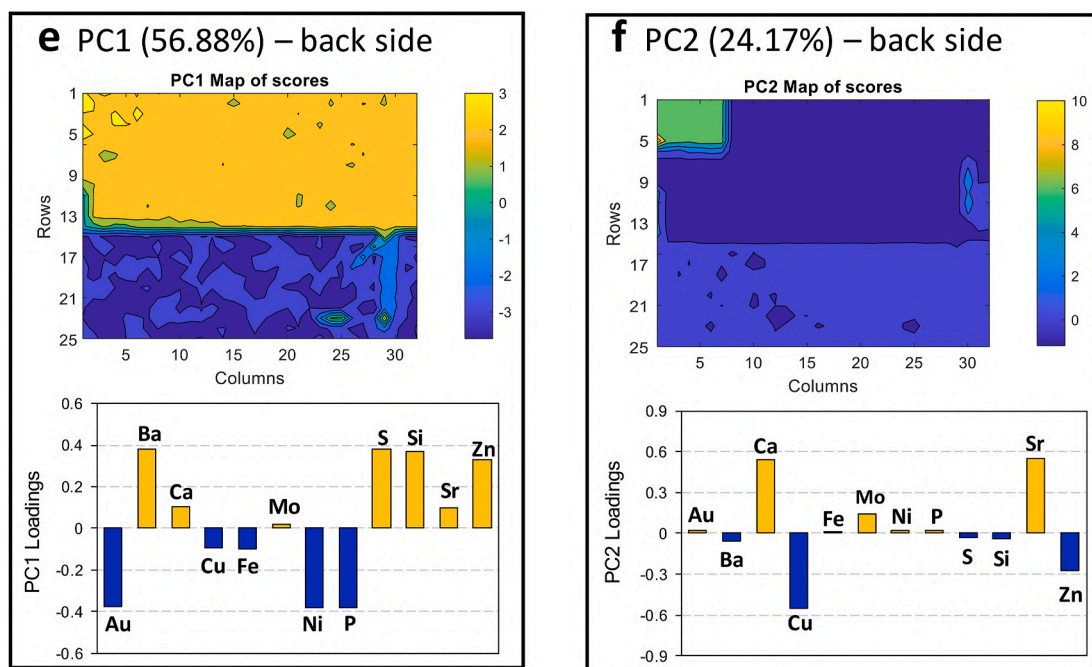 e PC1 (56.88%) – back side
PC1 Map of scores
Rows
1
5
9
13
17
21
25
5 10 15 20 25 30
Columns
3
2
1
0
-1
-2
-3
PC1 Loadings
0.6
0.4
0.2
0
-0.2
-0.4
-0.6
Au Ba Ca Cu Fe Mo Ni P S Si Sr Zn
f PC2 (24.17%) – back side
PC2 Map of scores
Rows
1
5
9
13
17
21
25
5 10 15 20 25 30
Columns
10
8
6
4
2
0
PC2 Loadings
0.9
0.6
0.3
0
-0.3
-0.6
-0.9
Au Ba Ca Cu Fe Mo Ni P S Si Sr Zn